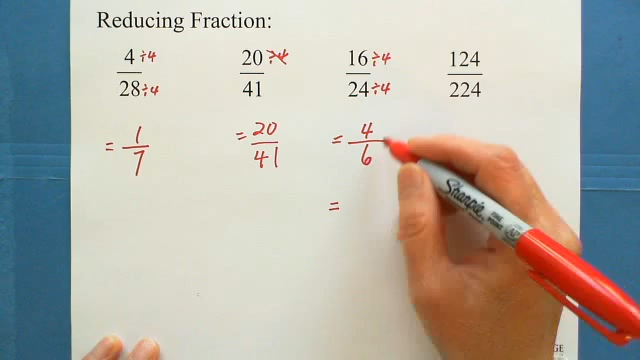 Reducing Fraction:
4 ÷4 20 ÷4 16 ÷4 124
28 ÷4 41 24 ÷4 224
= 1/7 = 20/41 = 4/6
=
Sharpie
GE